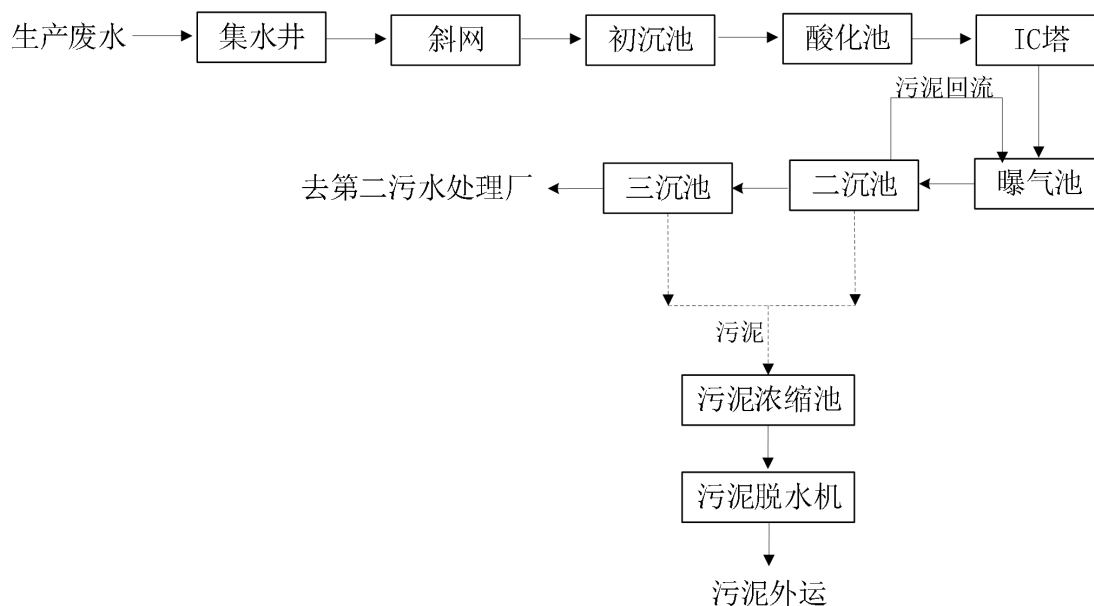 生产废水
集水井
斜网
初沉池
酸化池
IC塔
污泥回流
去第二污水处理厂
三沉池
二沉池
曝气池
污泥
污泥浓缩池
污泥脱水机
污泥外运